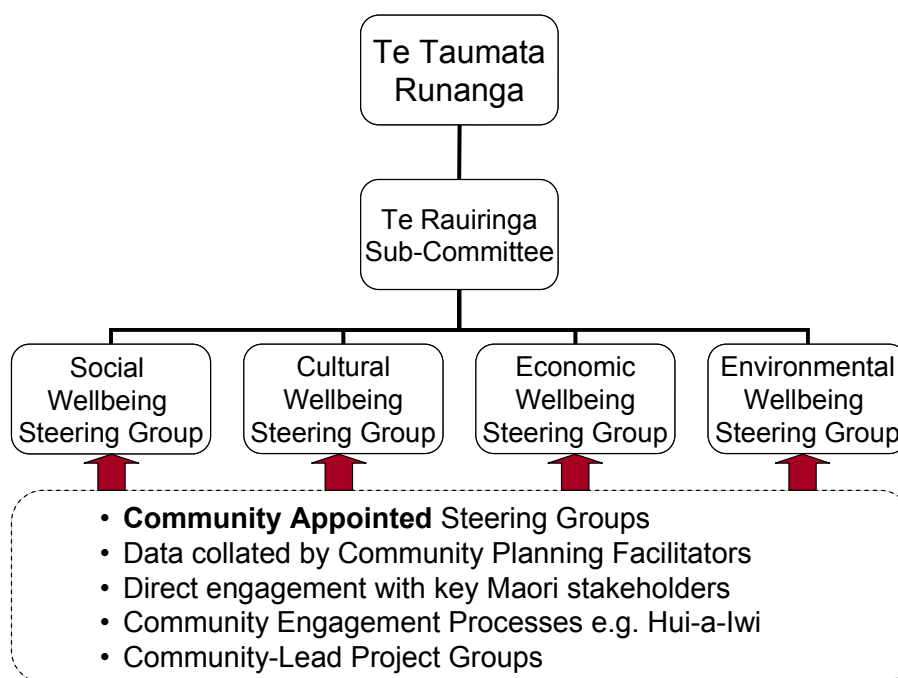 Te Taumata
Runanga
Te Rauiringa
Sub-Committee
Social
Wellbeing
Steering Group
Cultural
Wellbeing
Steering Group
Economic
Wellbeing
Steering Group
Environmental
Wellbeing
Steering Group
• Community Appointed Steering Groups
• Data collated by Community Planning Facilitators
• Direct engagement with key Maori stakeholders
• Community Engagement Processes e.g. Hui-a-Iwi
• Community-Lead Project Groups